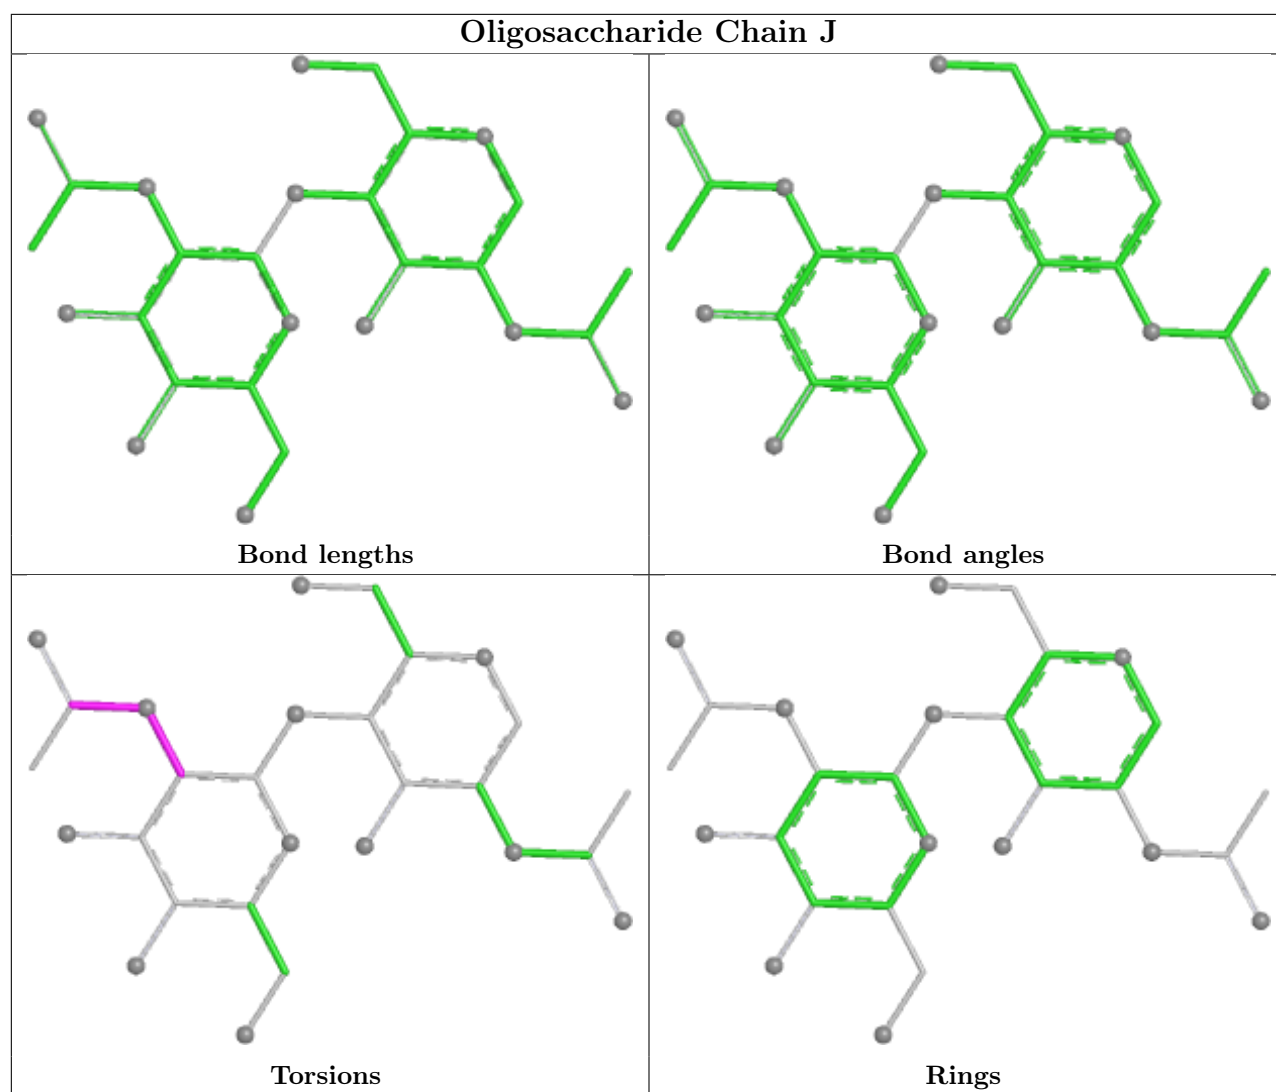 Oligosaccharide Chain J
Bond lengths
Bond angles
Torsions
Rings